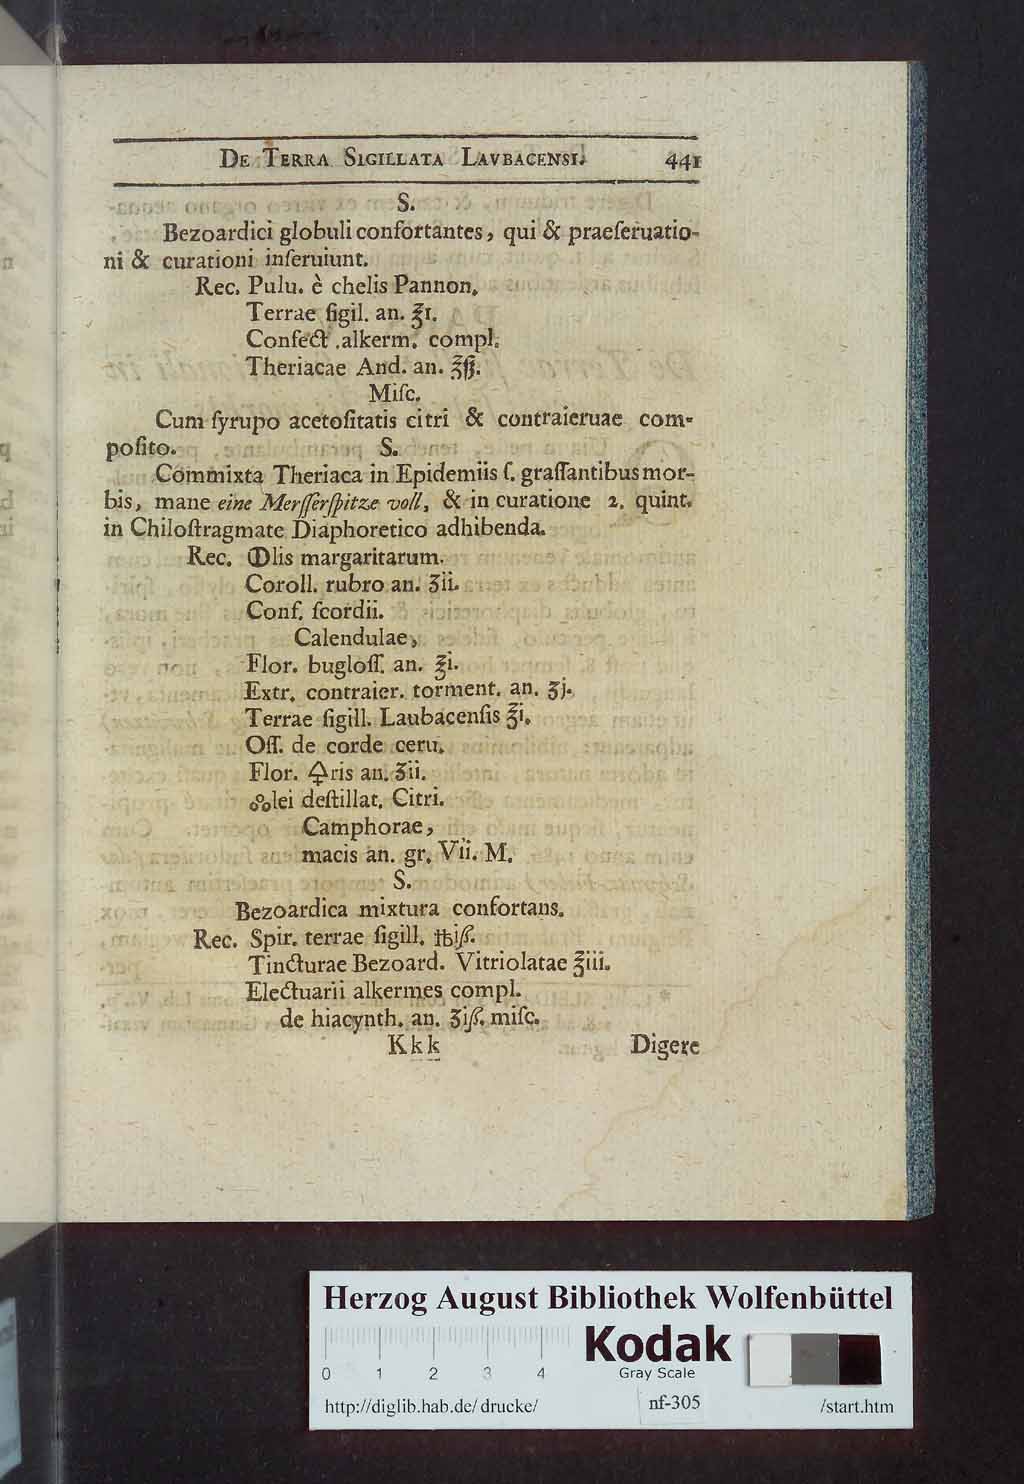 DE TERRA SIGILLATA LAVBACENSI. 441
S.
Bezoardici globuli confortantes, qui & praeſeruatio-
ni & curationi inſeruiunt.
Rec. Pulu. è chelis Pannon.
Terrae ſigil. an. ℥1.
Confect .alkerm. compl.
Theriacae And. an. ℥ß.
Miſc.
Cum ſyrupo acetoſitatis citri & contraieruae com-
poſito. S.
Commixta Theriaca in Epidemiis ſ. graſſantibus mor-
bis, mane eine Merſſerſpitze voll, & in curatione 2. quint.
in Chiloſtragmate Diaphoretico adhibenda.
Rec. lis margaritarum.
Coroll. rubro an. ʒii.
Conſ. ſcordii.
Calendulae,
Flor. bugloſſ. an. ℥i.
Extr. contraier. torment. an. ʒj.
Terrae ſigill. Laubacenſis ℥i.
Oſſ. de corde ceru.
Flor. 🜍ris an. ʒii.
lei deſtillat. Citri.
Camphorae,
macis an. gr. Vii. M.
S.
Bezoardica mixtura confortans.
Rec. Spir. terrae ſigill. ℔iß.
Tincturae Bezoard. Vitriolatae ℥iii.
Electuarii alkermes compl.
de hiacynth. an. ʒiß. miſc.
Kkk Digere
Herzog August Bibliothek Wolfenbüttel
0 1 2 3 4
Kodak
Gray Scale
http://diglib.hab.de/drucke/ nf-305 /start.htm